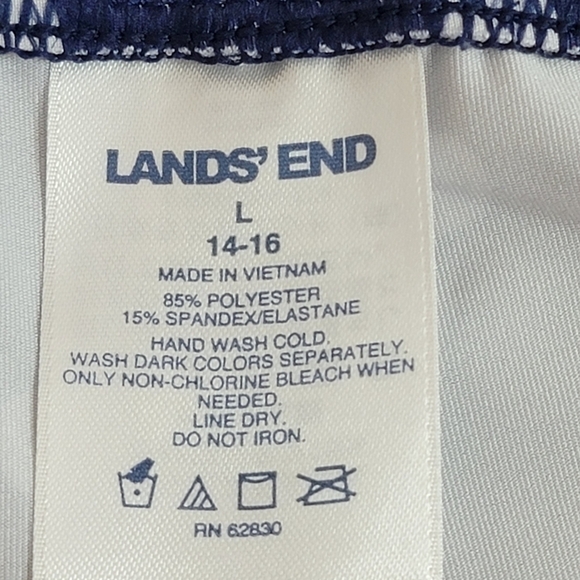 LANDS' END
L
14-16
MADE IN VIETNAM
85% POLYESTER
15% SPANDEX/ELASTANE
HAND WASH COLD.
WASH DARK COLORS SEPARATELY.
ONLY NON-CHLORINE BLEACH WHEN
NEEDED.
LINE DRY.
DO NOT IRON.
RN 62830